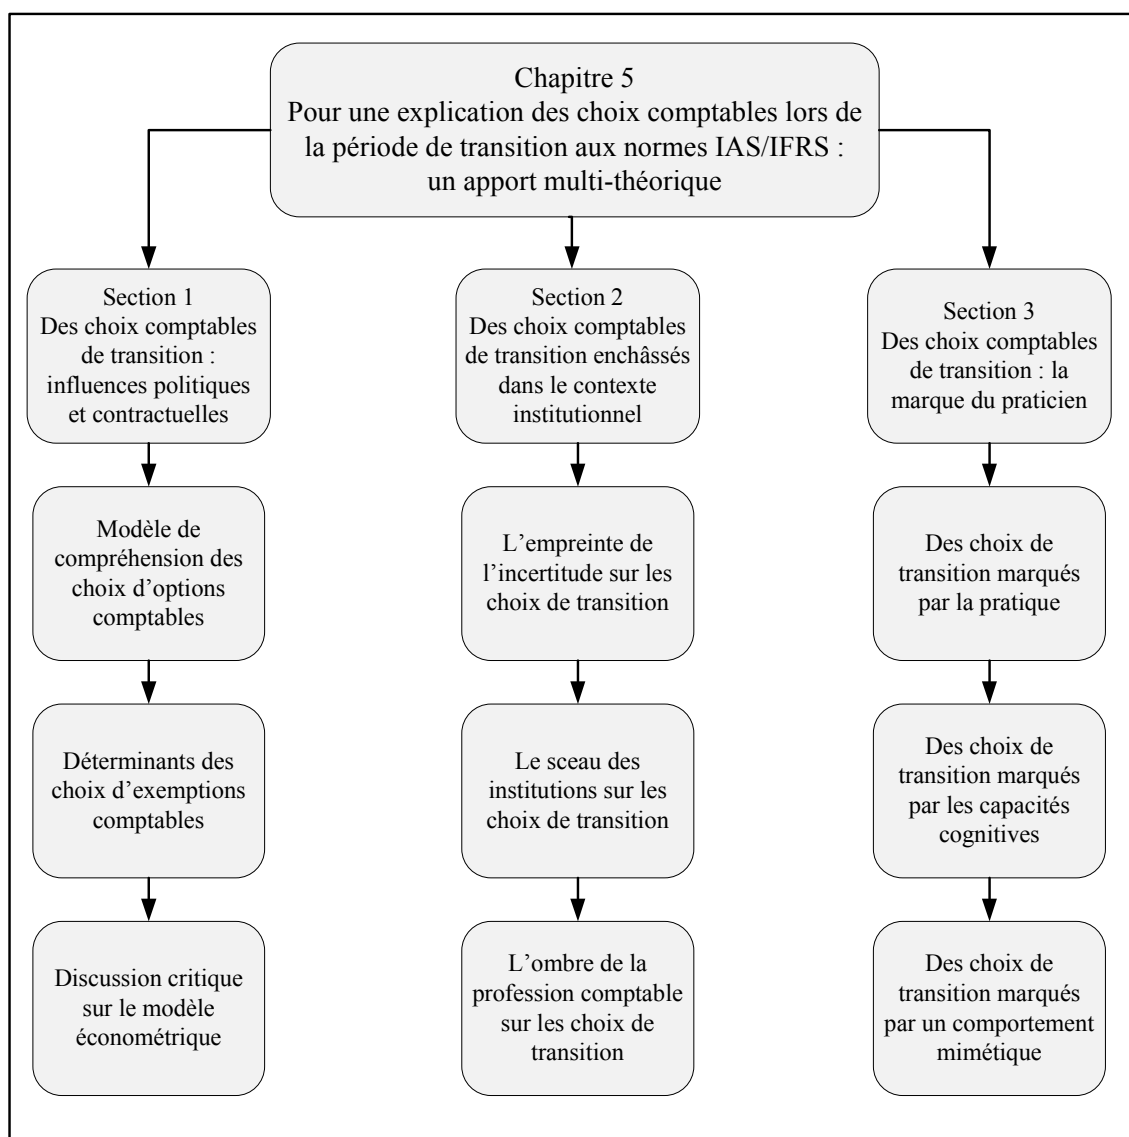 Chapitre 5
Pour une explication des choix comptables lors de
la période de transition aux normes IAS/IFRS :
un apport multi-théorique
Section 1
Des choix comptables
de transition :
influences politiques
et contractuelles
Modèle de
compréhension des
choix d’options
comptables
Déterminants des
choix d’exemptions
comptables
Discussion critique
sur le modèle
économétrique
Section 2
Des choix comptables
de transition enchâssés
dans le contexte
institutionnel
L’empreinte de
l’incertitude sur les
choix de transition
Le sceau des
institutions sur les
choix de transition
L’ombre de la
profession comptable
sur les choix de
transition
Section 3
Des choix comptables
de transition : la
marque du praticien
Des choix de
transition marqués
par la pratique
Des choix de
transition marqués
par les capacités
cognitives
Des choix de
transition marqués
par un comportement
mimétique